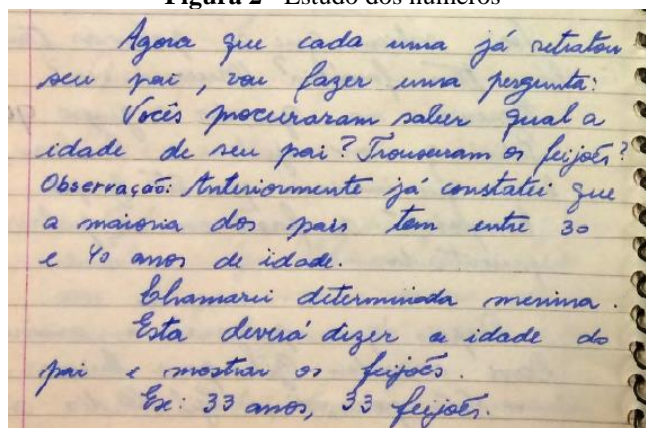 Figura 2 - Estudo dos números
Agora que cada uma já retratou
seu pai, vou fazer uma pergunta:
Vocês procuraram saber qual a
idade de seu pai? Trouxeram os feijões?
Observação: Anteriormente já constatei que
a maioria dos pais tem entre 30
e 40 anos de idade.
Chamarei determinada menina.
Esta deverá dizer a idade do
pai e mostrar os feijões.
Ex: 33 anos, 33 feijões.